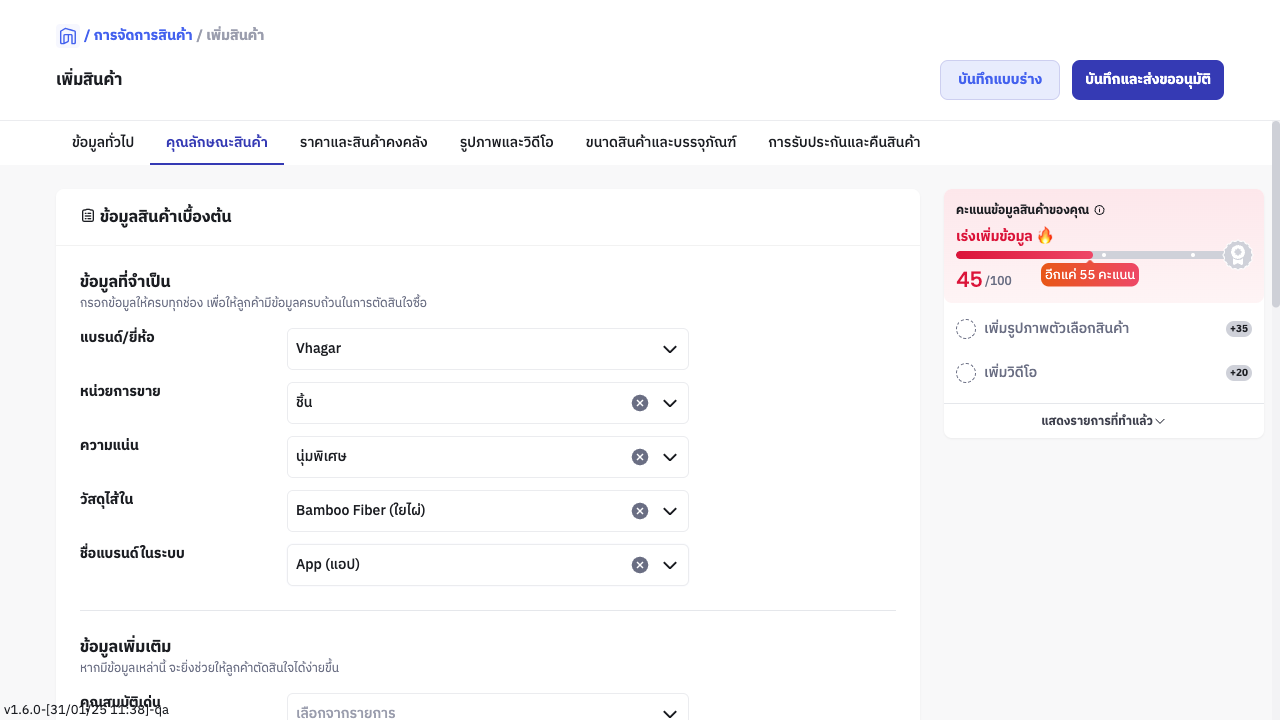 / การจัดการสินค้า / เพิ่มสินค้า
เพิ่มสินค้า
บันทึกแบบร่าง
บันทึกและส่งขออนุมัติ
ข้อมูลทั่วไป
คุณลักษณะสินค้า
ราคาและสินค้าคงคลัง
รูปภาพและวิดีโอ
ขนาดสินค้าและบรรจุภัณฑ์
การรับประกันและคืนสินค้า
ข้อมูลสินค้าเบื้องต้น
ข้อมูลที่จำเป็น
กรอกข้อมูลให้ครบทุกช่อง เพื่อให้ลูกค้ามีข้อมูลครบถ้วนในการตัดสินใจซื้อ
แบรนด์/ยี่ห้อ
Vhagar
หน่วยการขาย
ชิ้น
ความแน่น
นุ่มพิเศษ
วัสดุไส้ใน
Bamboo Fiber (ใยไผ่)
ชื่อแบรนด์ในระบบ
App (แอป)
ข้อมูลเพิ่มเติม
หากมีข้อมูลเหล่านี้ จะยิ่งช่วยให้ลูกค้าตัดสินใจได้ง่ายขึ้น
คุณสมบัติเด่น
เลือกจากรายการ
v1.6.0-[31/01/25 11:38]-qa
คะแนนข้อมูลสินค้าของคุณ
เร่งเพิ่มข้อมูล 🔥
45/100
อีกแค่ 55 คะแนน
เพิ่มรูปภาพตัวเลือกสินค้า
+35
เพิ่มวิดีโอ
+20
แสดงรายการที่ทำแล้ว